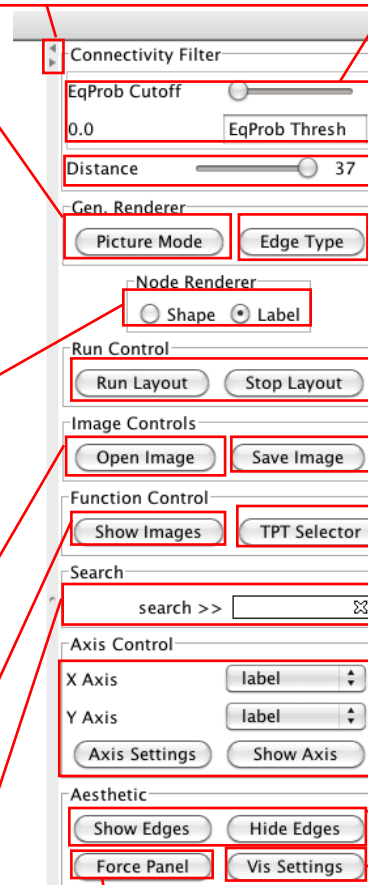 Connectivity Filter
EqProb Cutoff
0.0 EqProb Thresh
Distance 37
Gen. Renderer
Picture Mode Edge Type
Node Renderer
Shape Label
Run Control
Run Layout Stop Layout
Image Controls
Open Image Save Image
Function Control
Show Images TPT Selector
Search
search >>
Axis Control
X Axis label
Y Axis label
Axis Settings Show Axis
Aesthetic
Show Edges Hide Edges
Force Panel Vis Settings